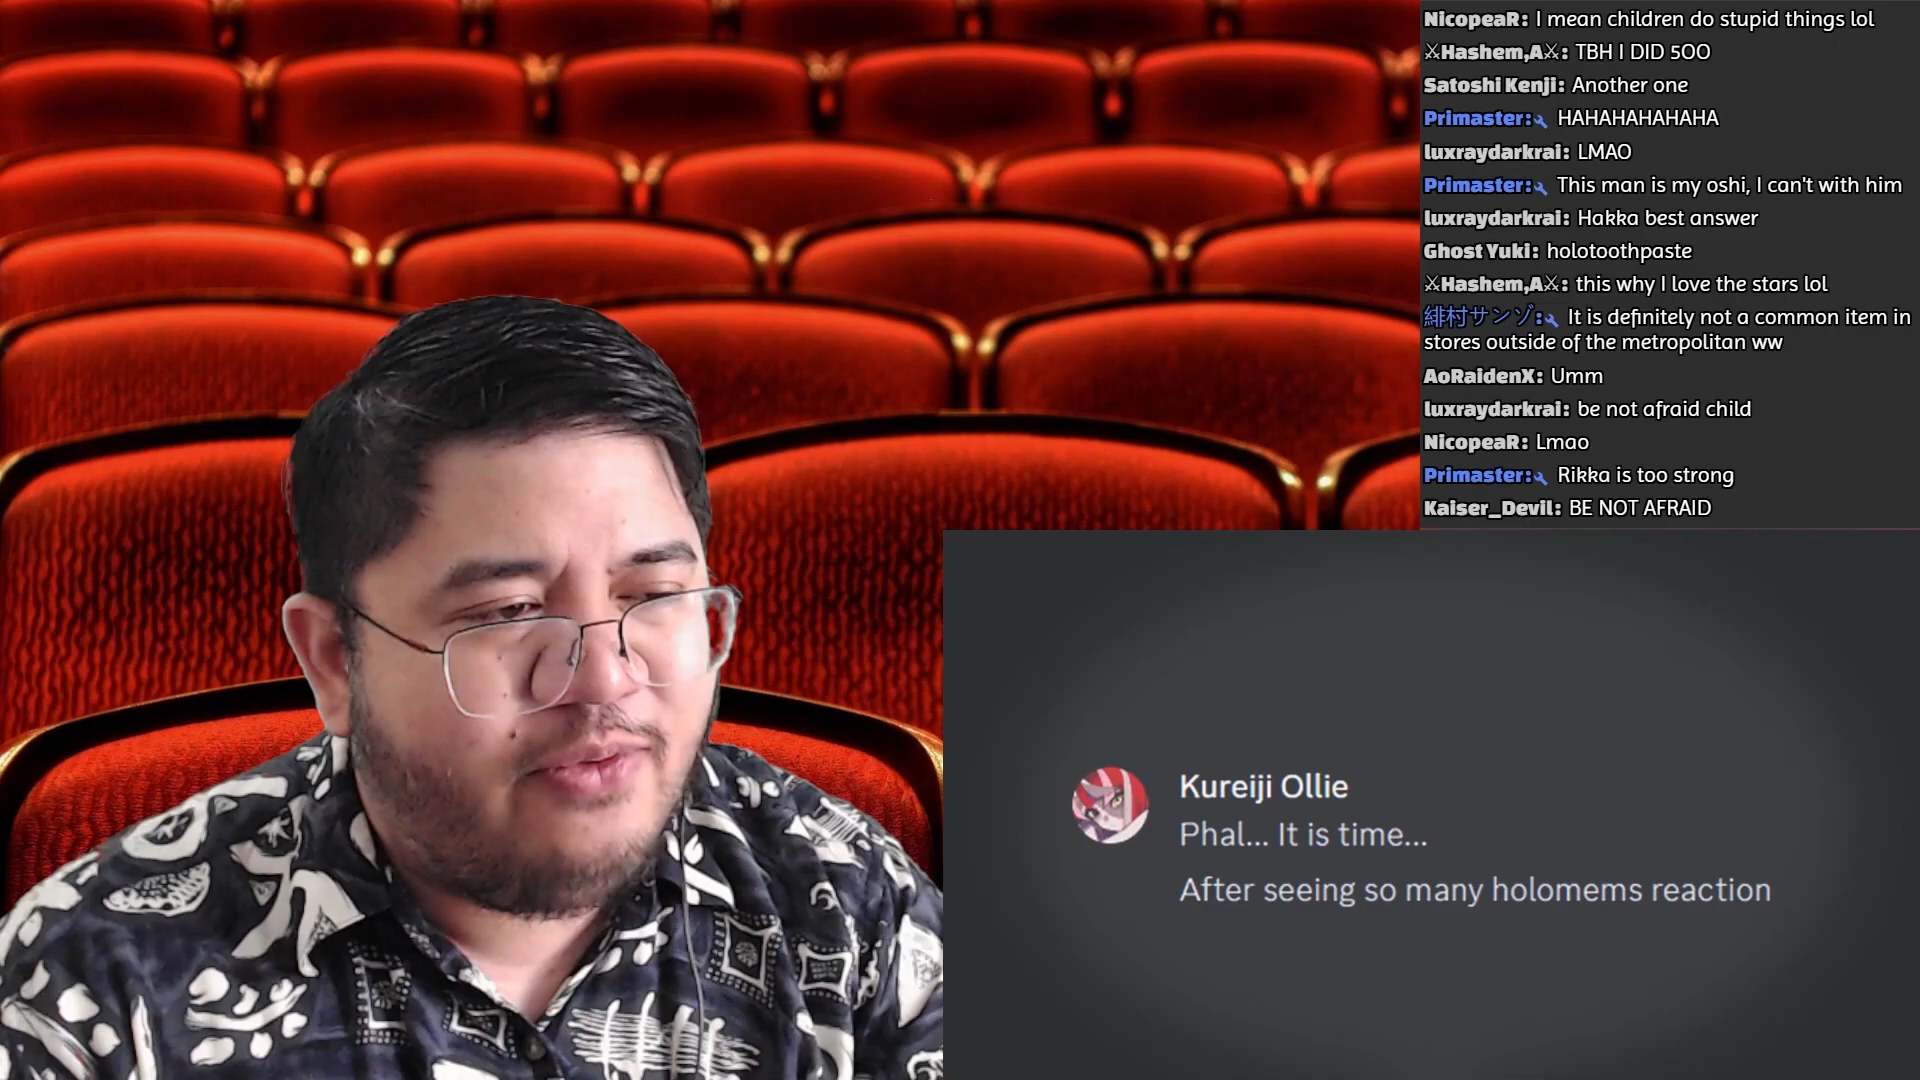 NicopeaR: I mean children do stupid things lol
⚔Hashem,A⚔: TBH I DID 500
Satoshi Kenji: Another one
Primaster: HAHAHAHAHAHA
luxraydarkrai: LMAO
Primaster: This man is my oshi, I can't with him
luxraydarkrai: Hakka best answer
Ghost Yuki: holotoothpaste
⚔Hashem,A⚔: this why I love the stars lol
緋村サンゾ: It is definitely not a common item in
stores outside of the metropolitan ww
AoRaidenX: Umm
luxraydarkrai: be not afraid child
NicopeaR: Lmao
Primaster: Rikka is too strong
Kaiser_Devil: BE NOT AFRAID
Kureiji Ollie
Phal... It is time...
After seeing so many holomems reaction